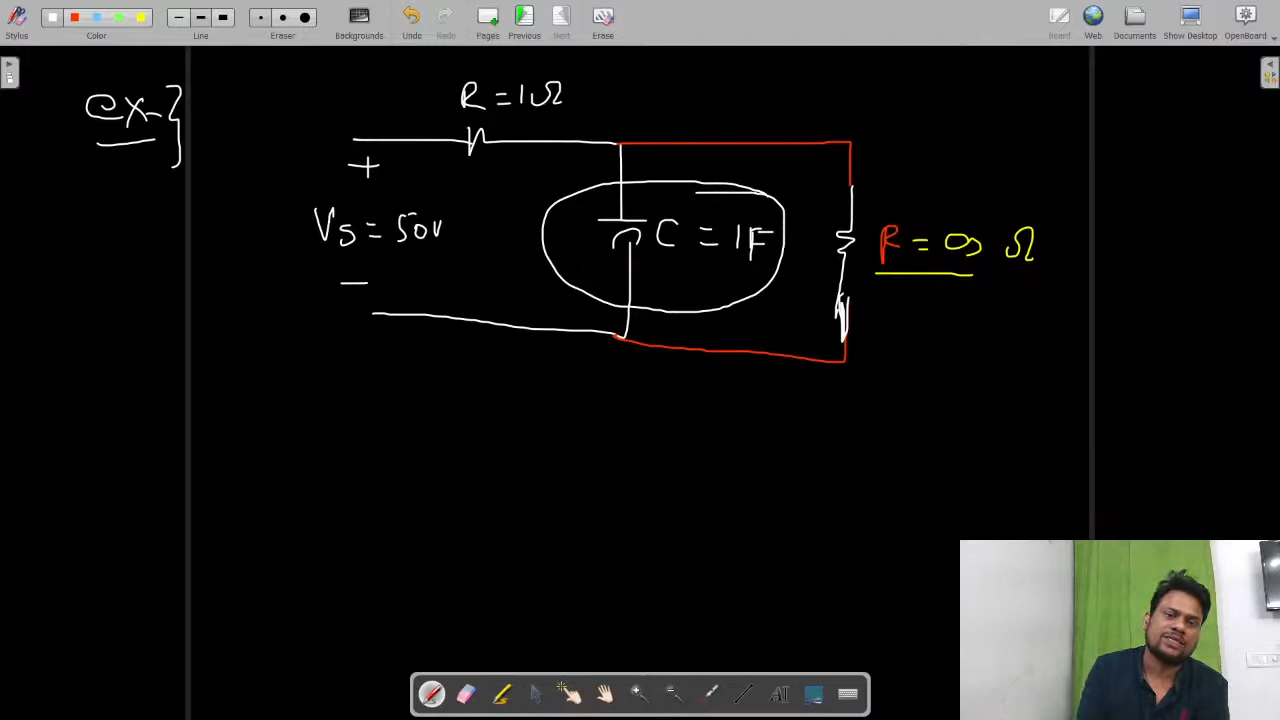 Stylus
Color
Line
Eraser
Backgrounds
Undo
Redo
Pages
Previous
Next
Erase
Board
Web
Documents
Show Desktop
OpenBoard
ex-}
R = 1Ω
+
VS = 50V
C = 1F
R = ∞ Ω
−